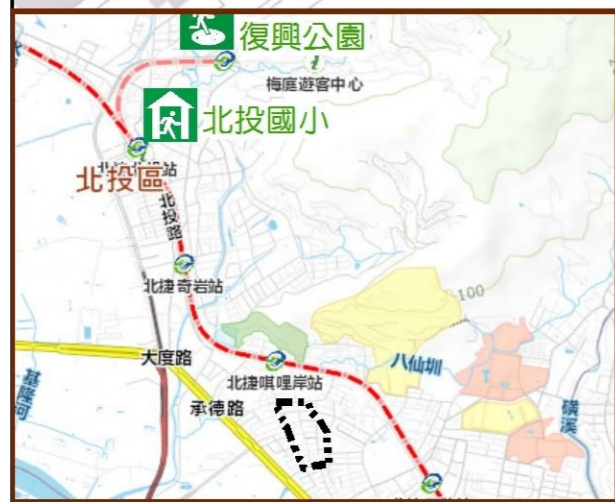 復興公園
梅庭遊客中心
北投國小
北投區
北投路
北捷奇岩站
100
大度路
八仙圳
北捷唭哩岸站
承德路
基隆河
磺溪